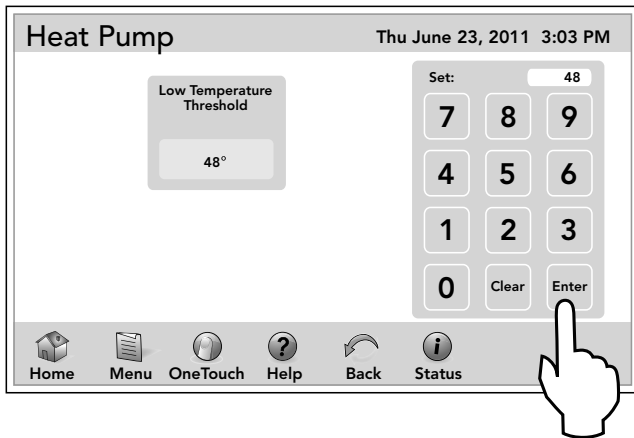 Heat Pump
Thu June 23, 2011 3:03 PM
Low Temperature
Threshold
48°
Set: 48
7 8 9
4 5 6
1 2 3
0 Clear Enter
? i
Home Menu OneTouch Help Back Status